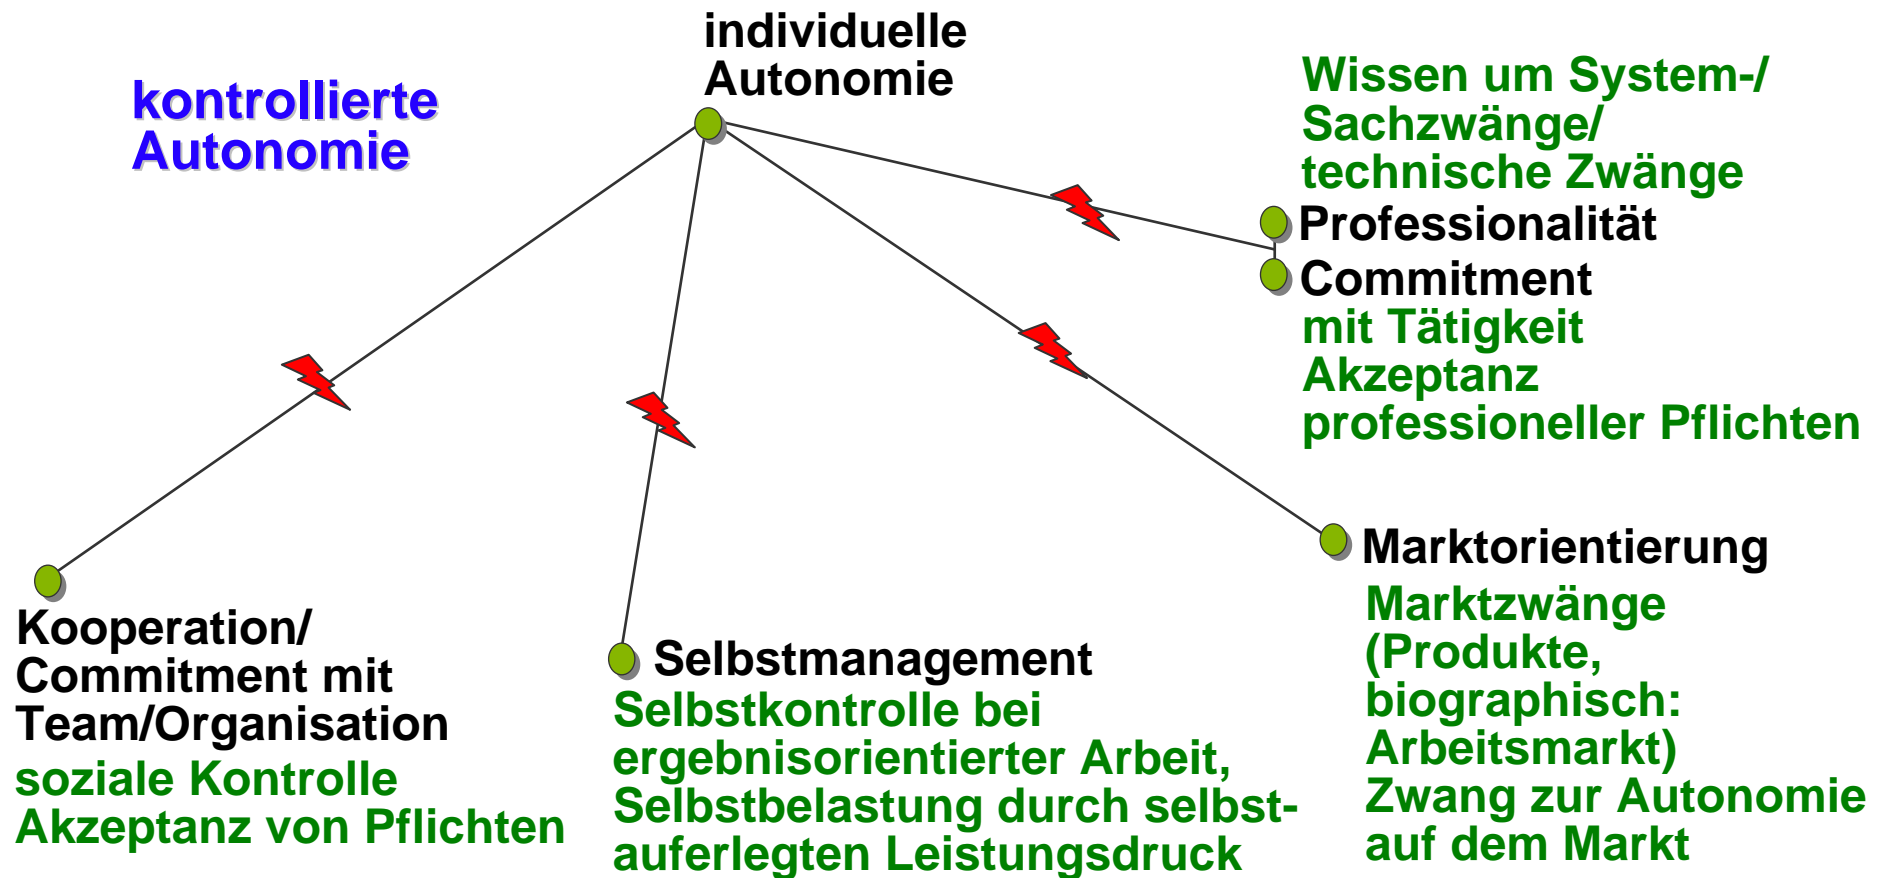 kontrollierte
Autonomie
individuelle
Autonomie
Wissen um System-/
Sachzwänge/
technische Zwänge
Professionalität
Commitment
mit Tätigkeit
Akzeptanz
professioneller Pflichten
Kooperation/
Commitment mit
Team/Organisation
soziale Kontrolle
Akzeptanz von Pflichten
Selbstmanagement
Selbstkontrolle bei
ergebnisorientierter Arbeit,
Selbstbelastung durch selbst-
auferlegten Leistungsdruck
Marktorientierung
Marktzwänge
(Produkte,
biographisch:
Arbeitsmarkt)
Zwang zur Autonomie
auf dem Markt